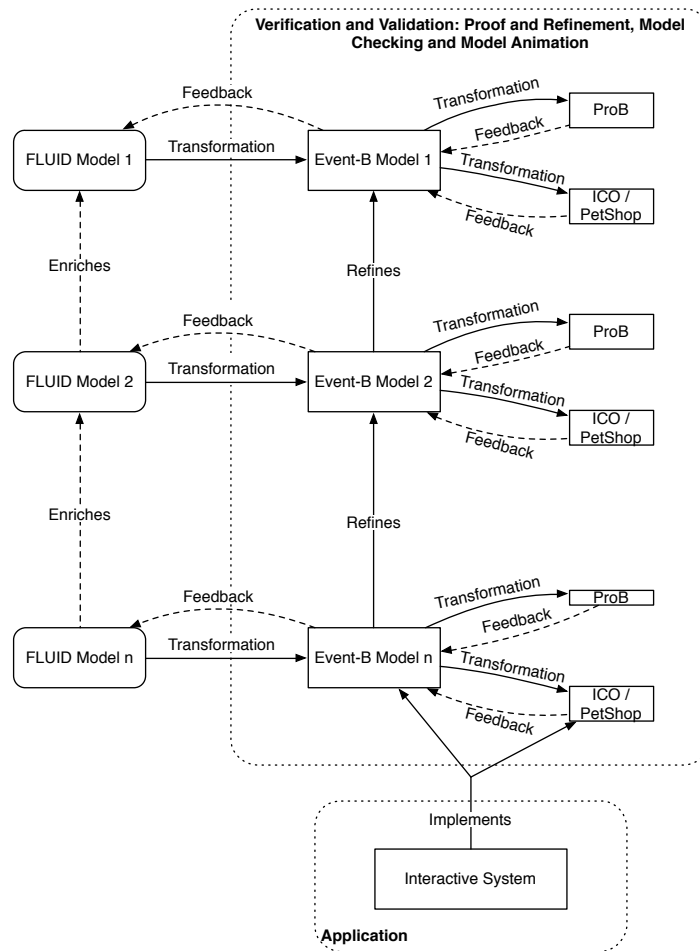 Verification and Validation: Proof and Refinement, Model
Checking and Model Animation
Feedback
Transformation
ProB
Feedback
FLUID Model 1
Transformation
Event-B Model 1
Transformation
ICO /
PetShop
Feedback
Enriches
Refines
Feedback
Transformation
ProB
Feedback
FLUID Model 2
Transformation
Event-B Model 2
Transformation
ICO /
PetShop
Feedback
Enriches
Refines
Feedback
Transformation
ProB
Feedback
FLUID Model n
Transformation
Event-B Model n
Transformation
ICO /
PetShop
Feedback
Implements
Interactive System
Application